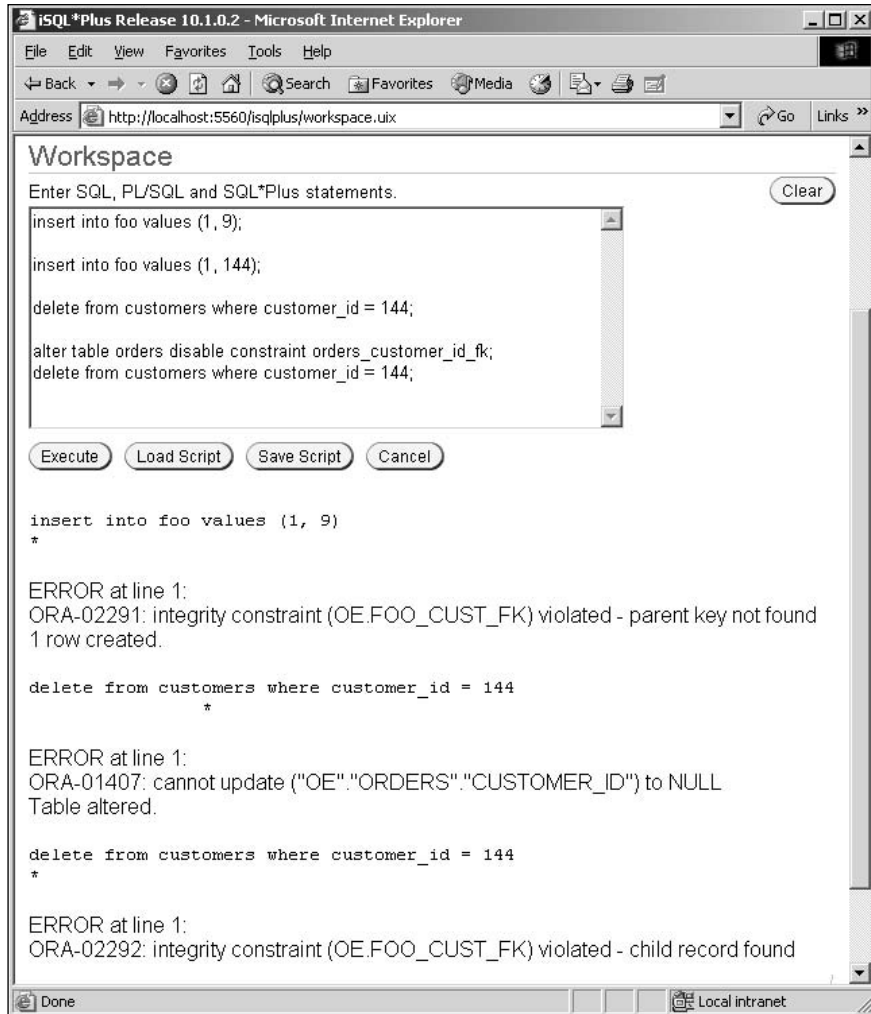 iSQL*Plus Release 10.1.0.2 - Microsoft Internet Explorer
File Edit View Favorites Tools Help
Back Search Favorites Media
Address http://localhost:5560/isqlplus/workspace.uix Go Links »
Workspace
Enter SQL, PL/SQL and SQL*Plus statements. Clear
insert into foo values (1, 9);
insert into foo values (1, 144);
delete from customers where customer_id = 144;
alter table orders disable constraint orders_customer_id_fk;
delete from customers where customer_id = 144;
Execute Load Script Save Script Cancel
insert into foo values (1, 9)
*
ERROR at line 1:
ORA-02291: integrity constraint (OE.FOO_CUST_FK) violated - parent key not found
1 row created.
delete from customers where customer_id = 144
*
ERROR at line 1:
ORA-01407: cannot update ("OE"."ORDERS"."CUSTOMER_ID") to NULL
Table altered.
delete from customers where customer_id = 144
*
ERROR at line 1:
ORA-02292: integrity constraint (OE.FOO_CUST_FK) violated - child record found
Done Local intranet